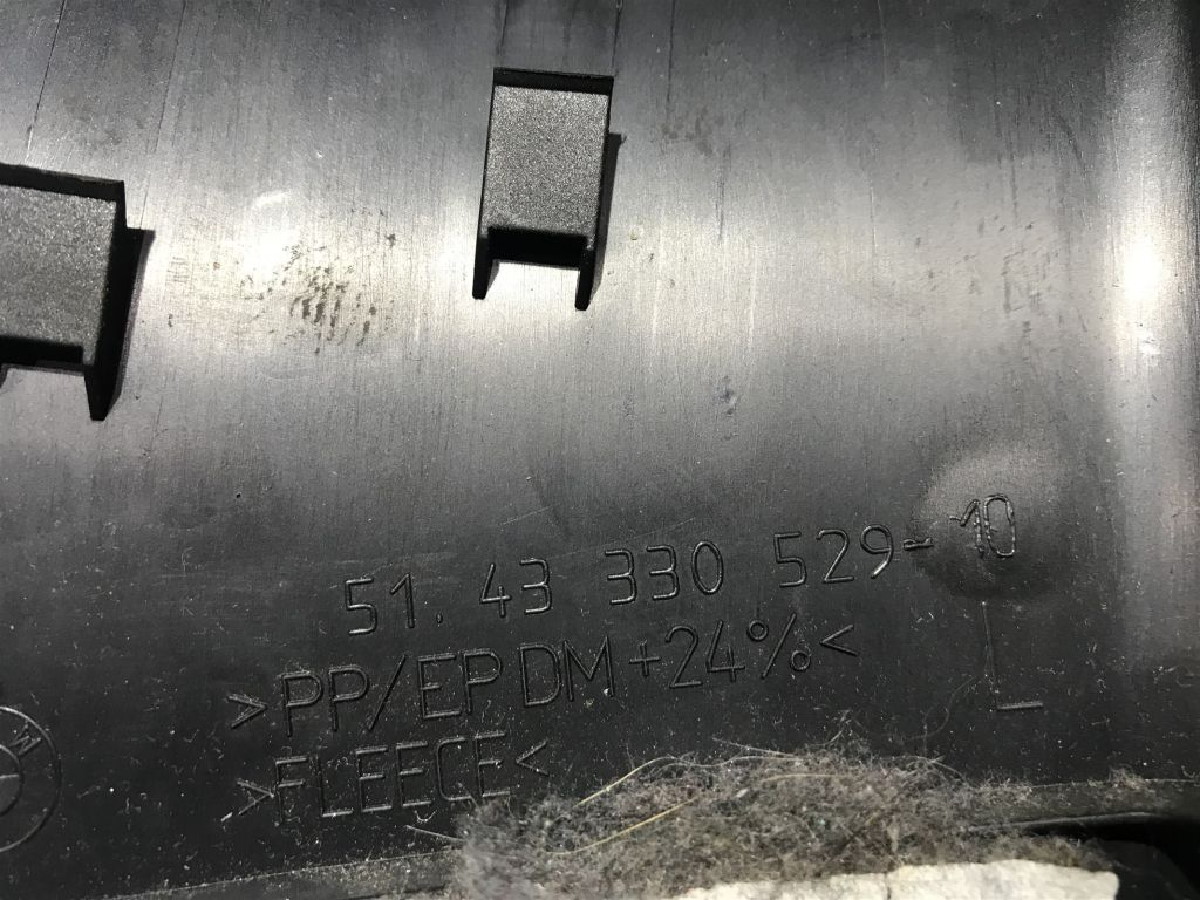 51. 43 330 529-10
>PP/EPDM+24%<
L
>FLEECE<